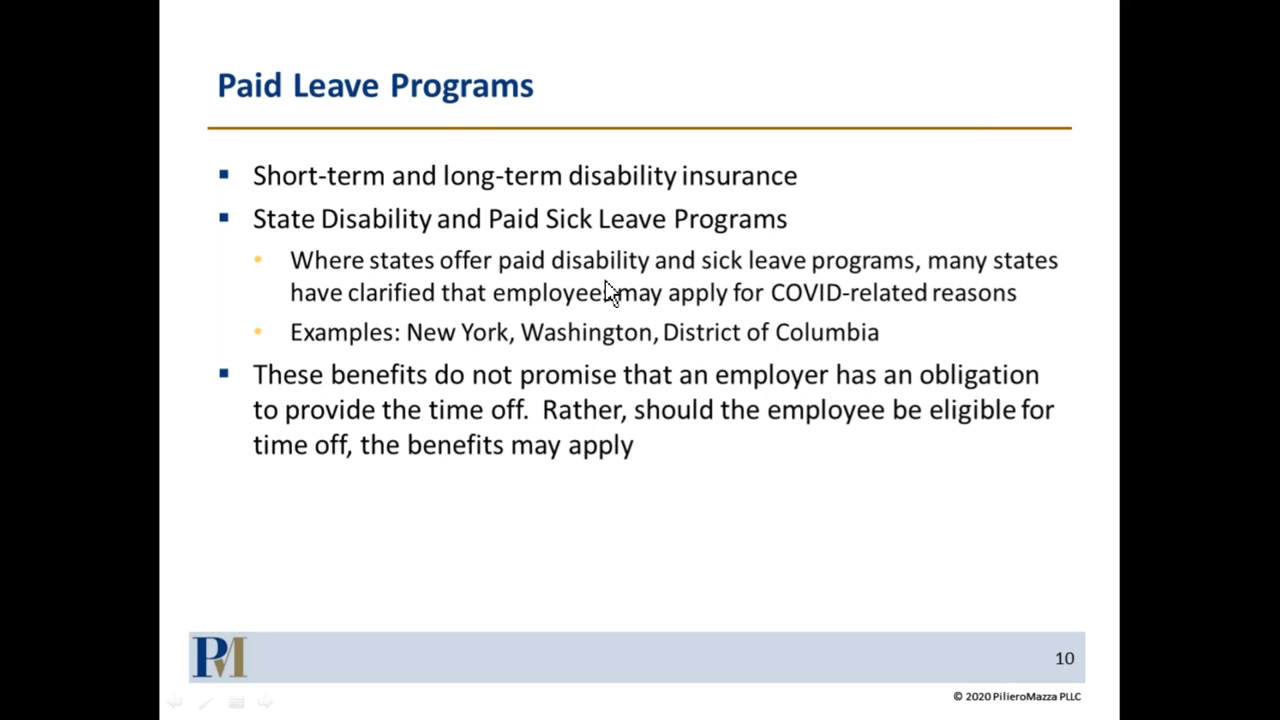 Paid Leave Programs
▪ Short-term and long-term disability insurance
▪ State Disability and Paid Sick Leave Programs
• Where states offer paid disability and sick leave programs, many states
have clarified that employees may apply for COVID-related reasons
• Examples: New York, Washington, District of Columbia
▪ These benefits do not promise that an employer has an obligation
to provide the time off.  Rather, should the employee be eligible for
time off, the benefits may apply
PM
10
© 2020 PilieroMazza PLLC